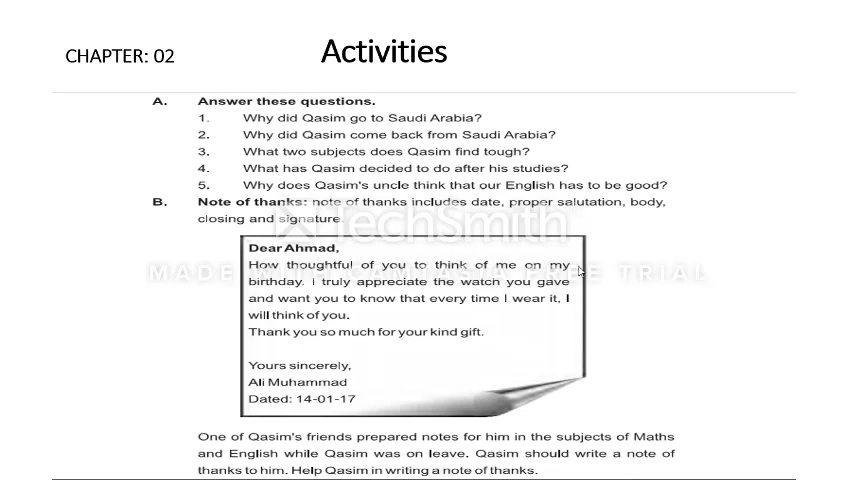 CHAPTER: 02
Activities
A. Answer these questions.
1. Why did Qasim go to Saudi Arabia?
2. Why did Qasim come back from Saudi Arabia?
3. What two subjects does Qasim find tough?
4. What has Qasim decided to do after his studies?
5. Why does Qasim's uncle think that our English has to be good?
B. Note of thanks: note of thanks includes date, proper salutation, body,
closing and signature.
TechSmith
MADE WITH CAMTASIA FREE TRIAL
Dear Ahmad,
How thoughtful of you to think of me on my
birthday. I truly appreciate the watch you gave
and want you to know that every time I wear it, I
will think of you.
Thank you so much for your kind gift.
Yours sincerely,
Ali Muhammad
Dated: 14-01-17
One of Qasim's friends prepared notes for him in the subjects of Maths
and English while Qasim was on leave. Qasim should write a note of
thanks to him. Help Qasim in writing a note of thanks.